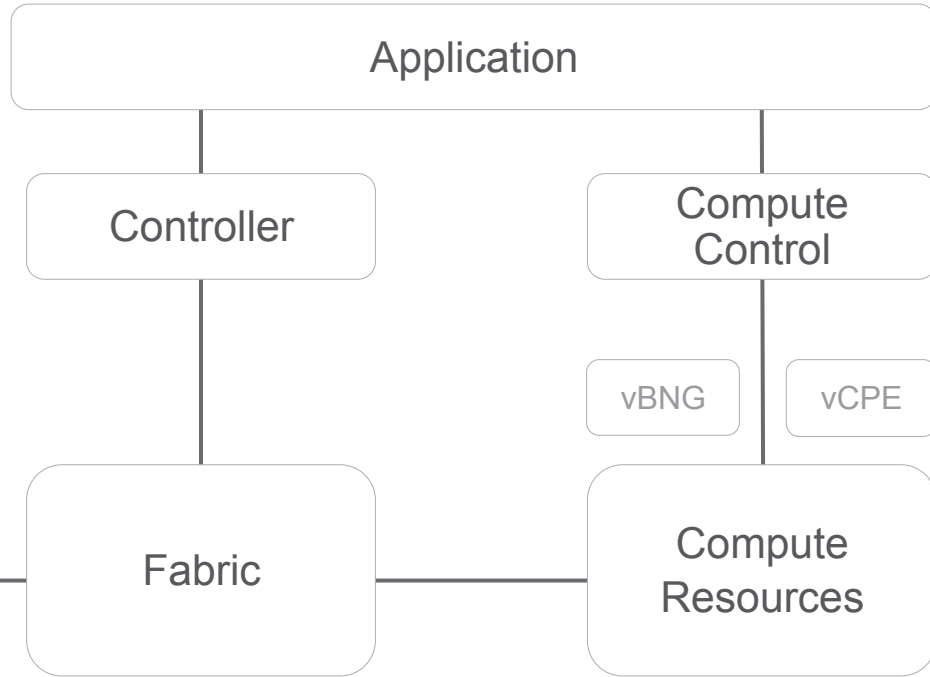 Application
Controller
Compute
Control
vBNG
vCPE
Fabric
Compute
Resources